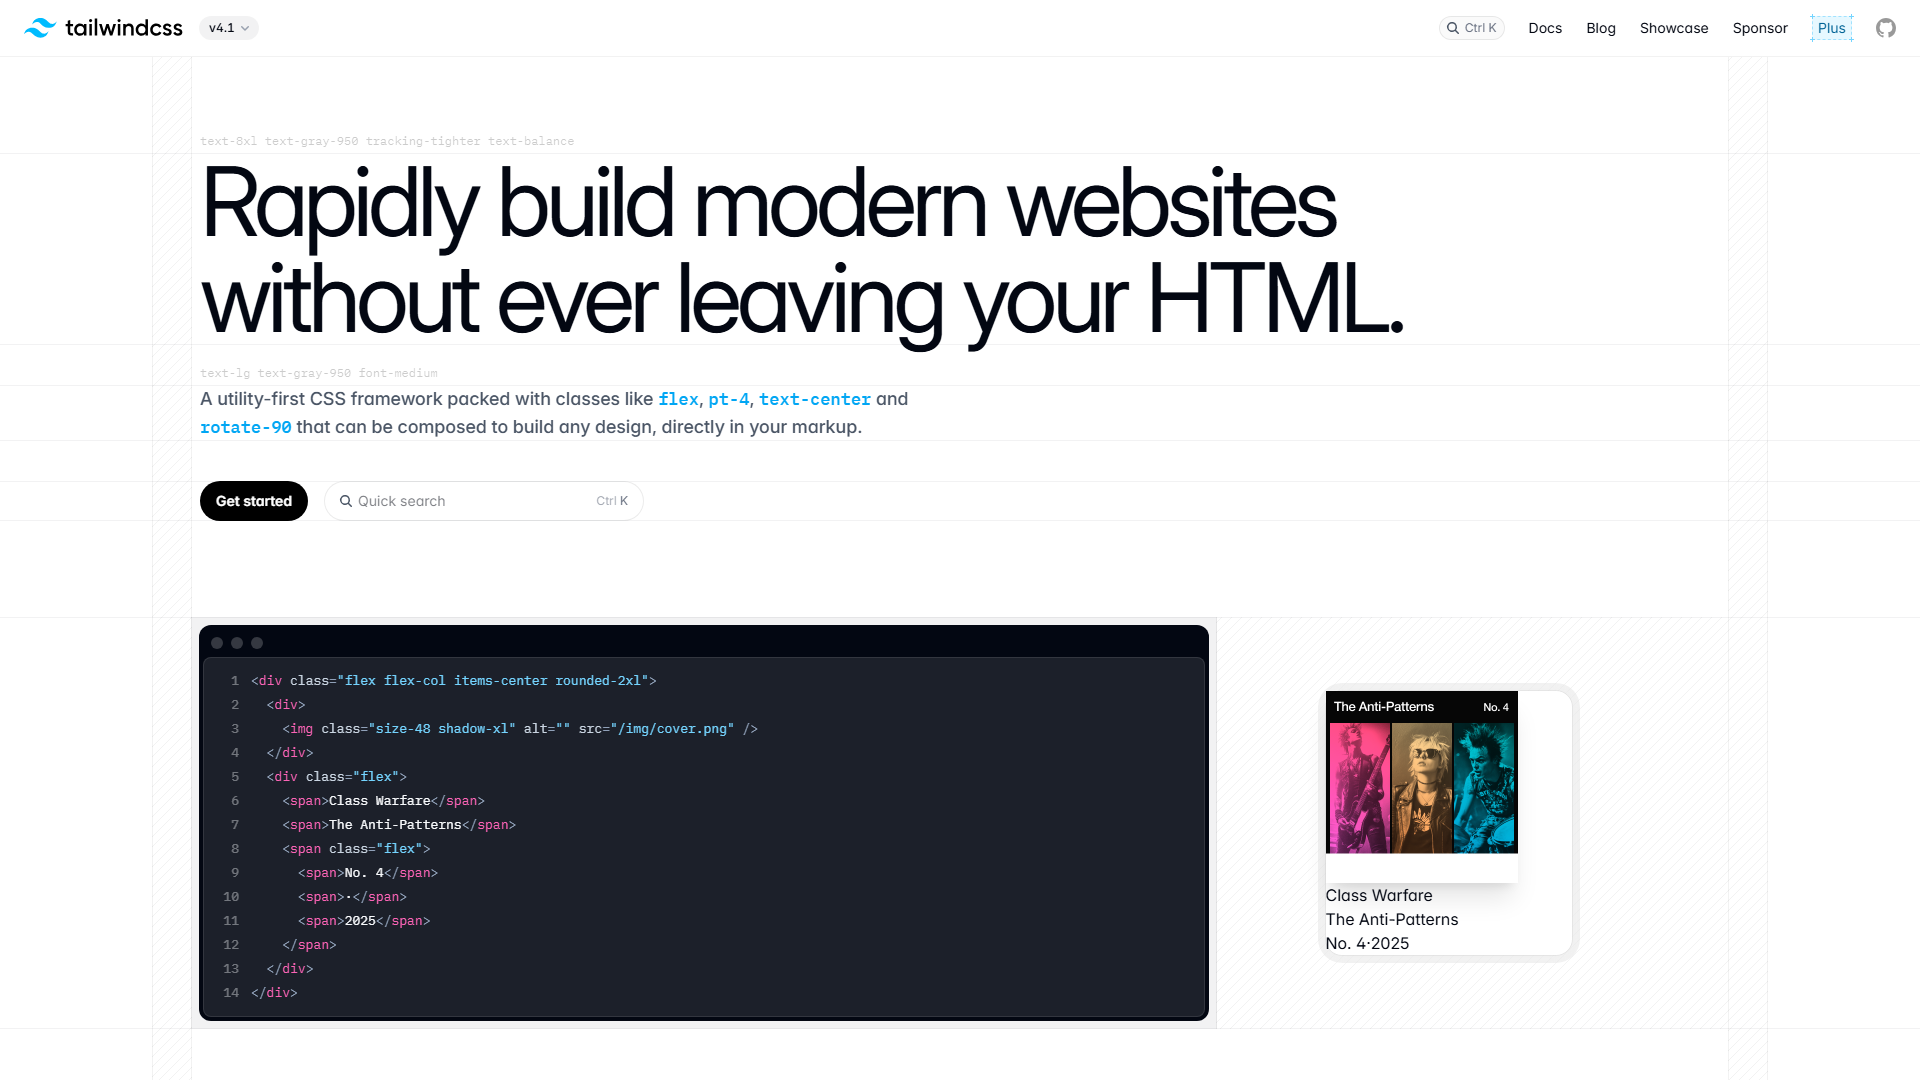 tailwindcss
v4.1
Ctrl K
Docs
Blog
Showcase
Sponsor
Plus
text-8xl text-gray-950 tracking-tighter text-balance
Rapidly build modern websites
without ever leaving your HTML.
text-lg text-gray-950 font-medium
A utility-first CSS framework packed with classes like flex, pt-4, text-center and
rotate-90 that can be composed to build any design, directly in your markup.
Get started
Quick search
Ctrl K
1 <div class="flex flex-col items-center rounded-2xl">
2 <div>
3 <img class="size-48 shadow-xl" alt="" src="/img/cover.png" />
4 </div>
5 <div class="flex">
6 <span>Class Warfare</span>
7 <span>The Anti-Patterns</span>
8 <span class="flex">
9 <span>No. 4</span>
10 <span>·</span>
11 <span>2025</span>
12 </span>
13 </div>
14 </div>
The Anti-Patterns
No. 4
Class Warfare
The Anti-Patterns
No. 4·2025